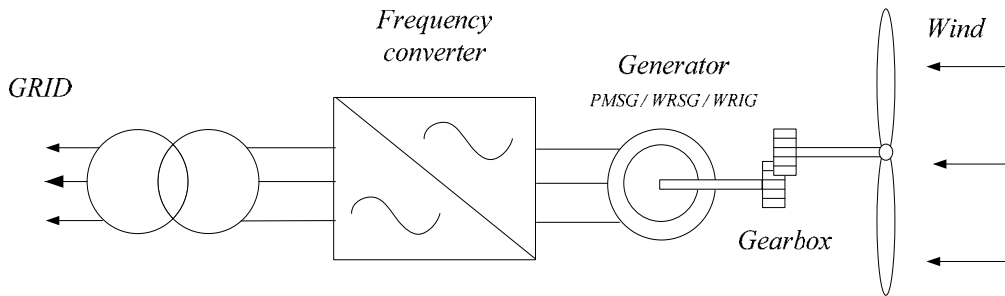 Frequency
converter
Wind
Generator
GRID
PMSG / WRSG / WRIG
Gearbox